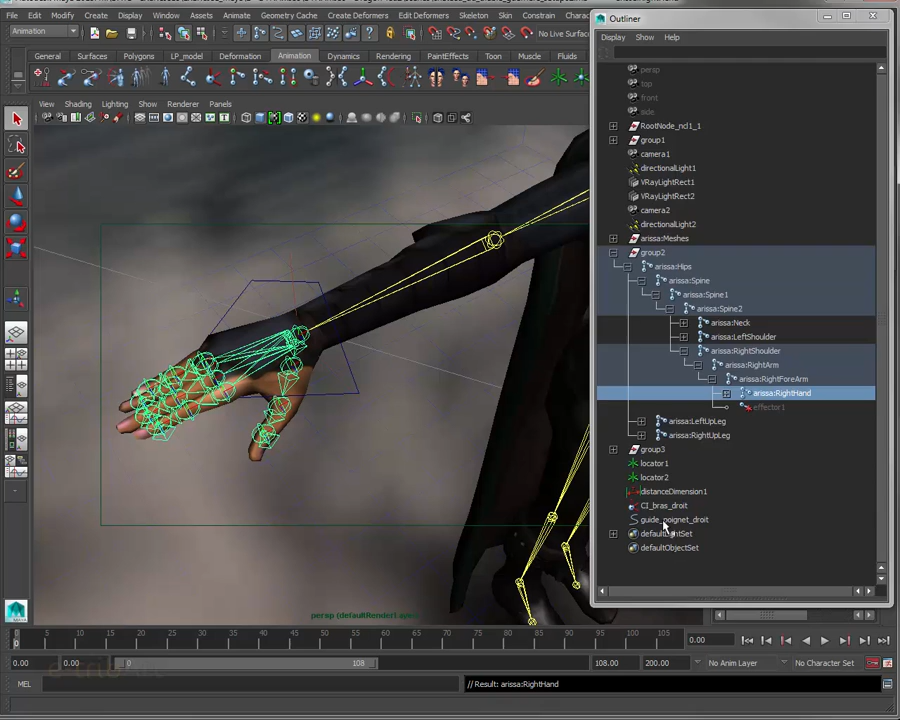 File Edit Modify Create Display Window Assets Animate Geometry Cache Create Deformers Edit Deformers Skeleton Skin Constrain Character
Animation No Live Surface
General Curves Surfaces Polygons LP_model Deformation Animation Dynamics Rendering PaintEffects Toon Muscle Fluids
View Shading Lighting Show Renderer Panels
Outliner
Display Show Help
persp
top
front
side
RootNode_ncl1_1
group1
camera1
directionalLight1
VRayLightRect1
VRayLightRect2
camera2
directionalLight2
arissa:Meshes
group2
arissa:Hips
arissa:Spine
arissa:Spine1
arissa:Spine2
arissa:Neck
arissa:LeftShoulder
arissa:RightShoulder
arissa:RightArm
arissa:RightForeArm
arissa:RightHand
effector1
arissa:LeftUpLeg
arissa:RightUpLeg
group3
locator1
locator2
distanceDimension1
CI_bras_droit
guide_poignet_droit
defaultLightSet
defaultObjectSet
5 10 15 20 25 30 35 40 45 50 55 60 65 70 75 80 85 90 95 100 105 0.00
0.00 0.00 0 108 108.00 200.00 No Anim Layer No Character Set
MEL // Result: arissa:RightHand